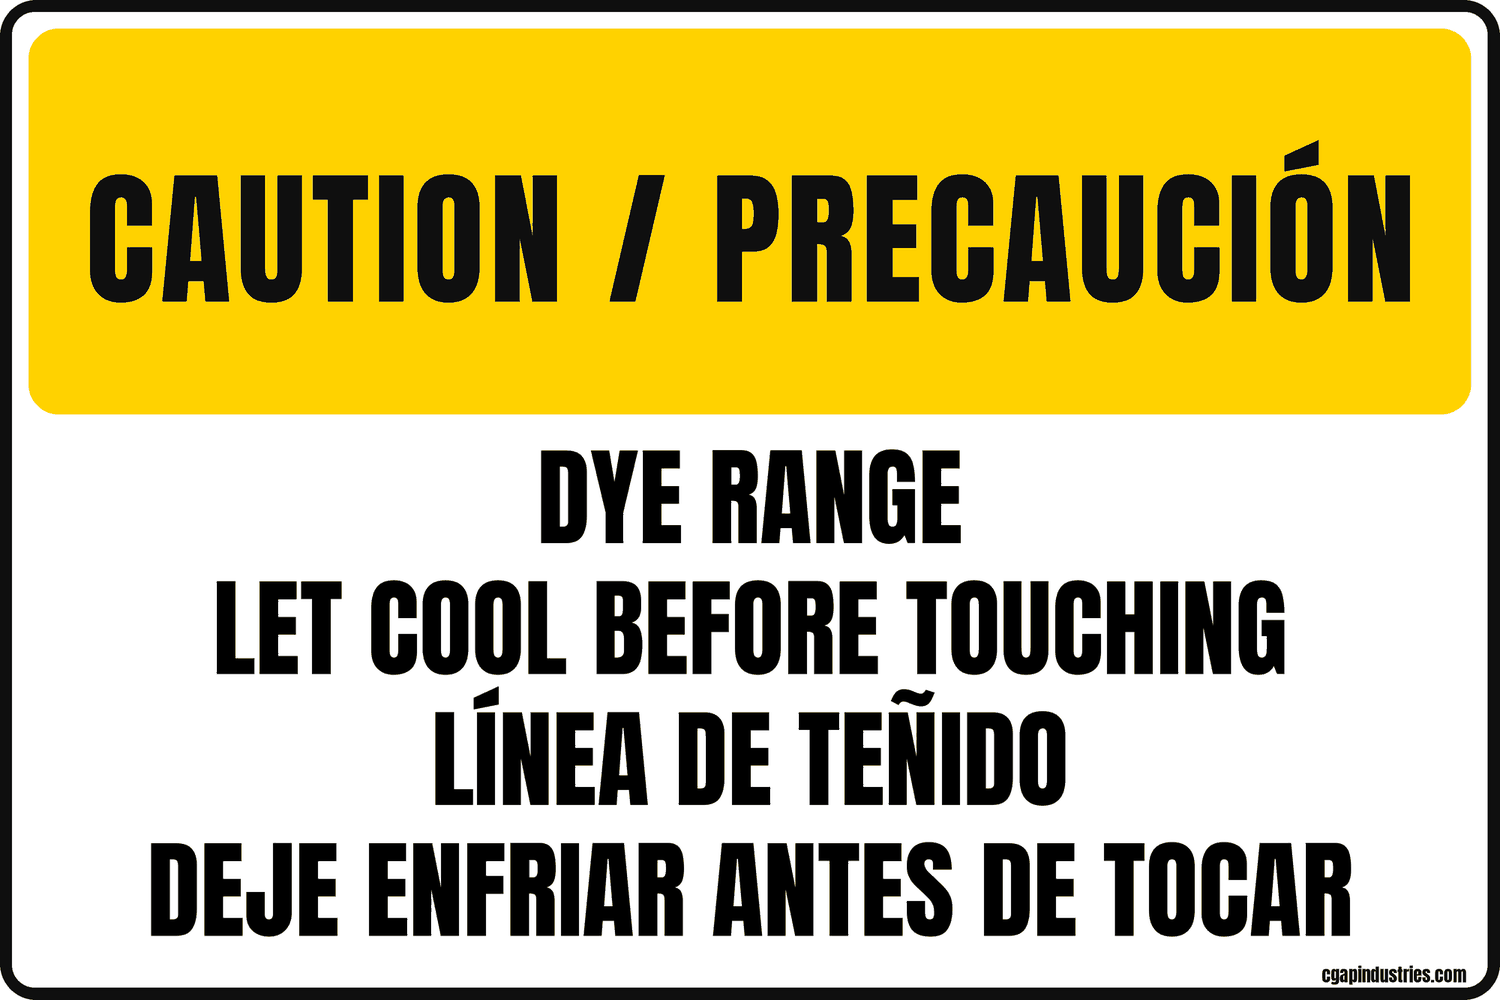 CAUTION / PRECAUCIÓN
DYE RANGE
LET COOL BEFORE TOUCHING
LÍNEA DE TEÑIDO
DEJE ENFRIAR ANTES DE TOCAR
cgapindustries.com